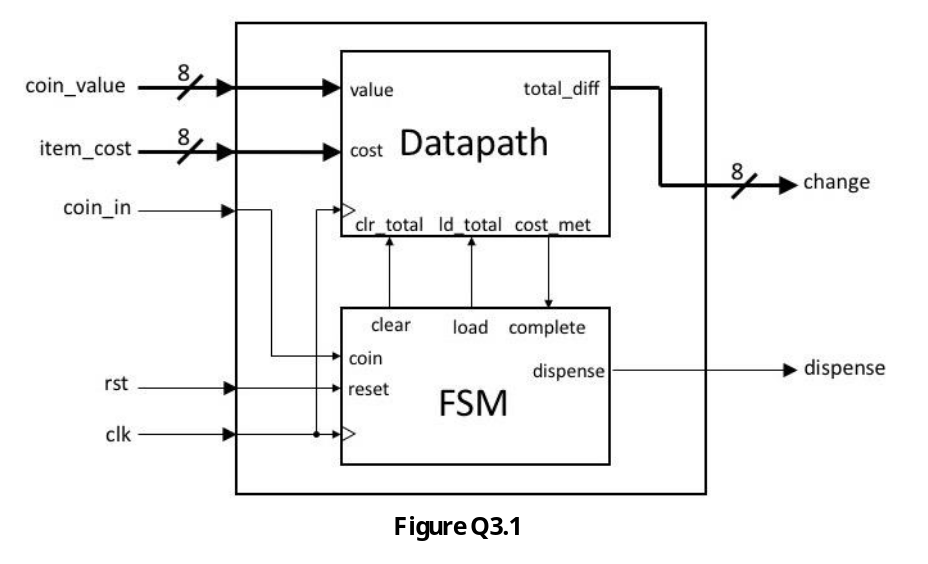 coin_value
8
value
total_diff
item_cost
8
cost
Datapath
8
change
coin_in
clr_total
ld_total
cost_met
clear
load
complete
coin
dispense
dispense
rst
reset
FSM
clk
Figure Q3.1